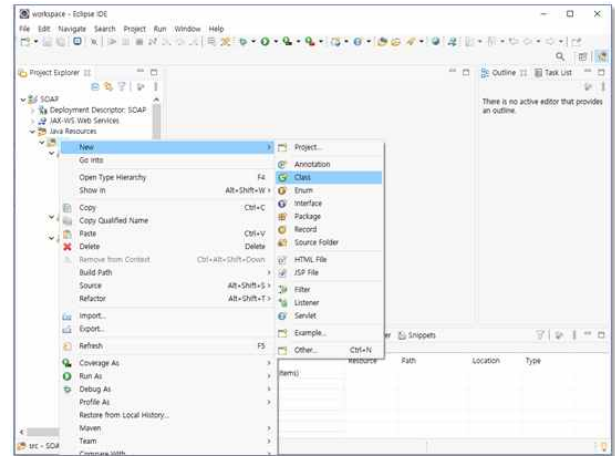 workspace - Eclipse IDE
File Edit Navigate Search Project Run Window Help
Project Explorer
SOAP
Deployment Descriptor: SOAP
JAX-WS Web Services
Java Resources
New
Go Into
Open Type Hierarchy F4
Show In Alt+Shift+W
Copy Ctrl+C
Copy Qualified Name
Paste Ctrl+V
Delete Delete
Remove from Context Ctrl+Alt+Shift+Down
Build Path
Source Alt+Shift+S
Refactor Alt+Shift+T
Import...
Export...
Refresh F5
Coverage As
Run As
Debug As
Profile As
Restore from Local History...
Maven
Team
Compare With
Project...
Annotation
Class
Enum
Interface
Package
Record
Source Folder
HTML File
JSP File
Filter
Listener
Servlet
Example...
Other... Ctrl+N
Outline Task List
There is no active editor that provides
an outline.
er Snippets
Resource Path Location Type
items)
src - SOA